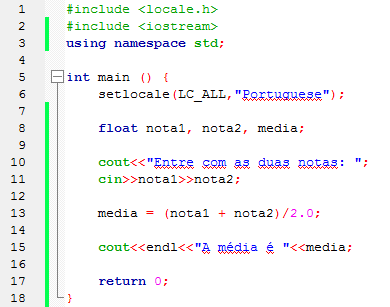 1 #include <locale.h>
2 #include <iostream>
3 using namespace std;
4
5 int main () {
6 setlocale(LC_ALL,"Portuguese");
7
8 float nota1, nota2, media;
9
10 cout<<"Entre com as duas notas: ";
11 cin>>nota1>>nota2;
12
13 media = (nota1 + nota2)/2.0;
14
15 cout<<endl<<"A média é "<<media;
16
17 return 0;
18 }